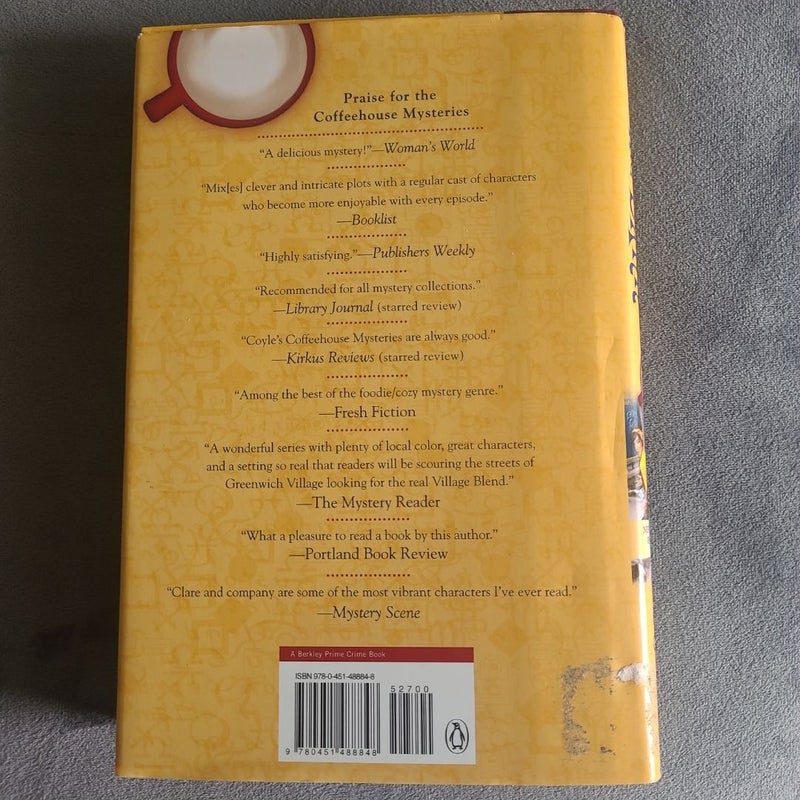 Praise for the
Coffeehouse Mysteries
“A delicious mystery!”—Woman's World
“Mix[es] clever and intricate plots with a regular cast of characters
who become more enjoyable with every episode.”
—Booklist
“Highly satisfying.”—Publishers Weekly
“Recommended for all mystery collections.”
—Library Journal (starred review)
“Coyle's Coffeehouse Mysteries are always good.”
—Kirkus Reviews (starred review)
“Among the best of the foodie/cozy mystery genre.”
—Fresh Fiction
“A wonderful series with plenty of local color, great characters,
and a setting so real that readers will be scouring the streets of
Greenwich Village looking for the real Village Blend.”
—The Mystery Reader
“What a pleasure to read a book by this author.”
—Portland Book Review
“Clare and company are some of the most vibrant characters I've ever read.”
—Mystery Scene
A Berkley Prime Crime Book
ISBN 978-0-451-48884-8
52700
9 780451 488848